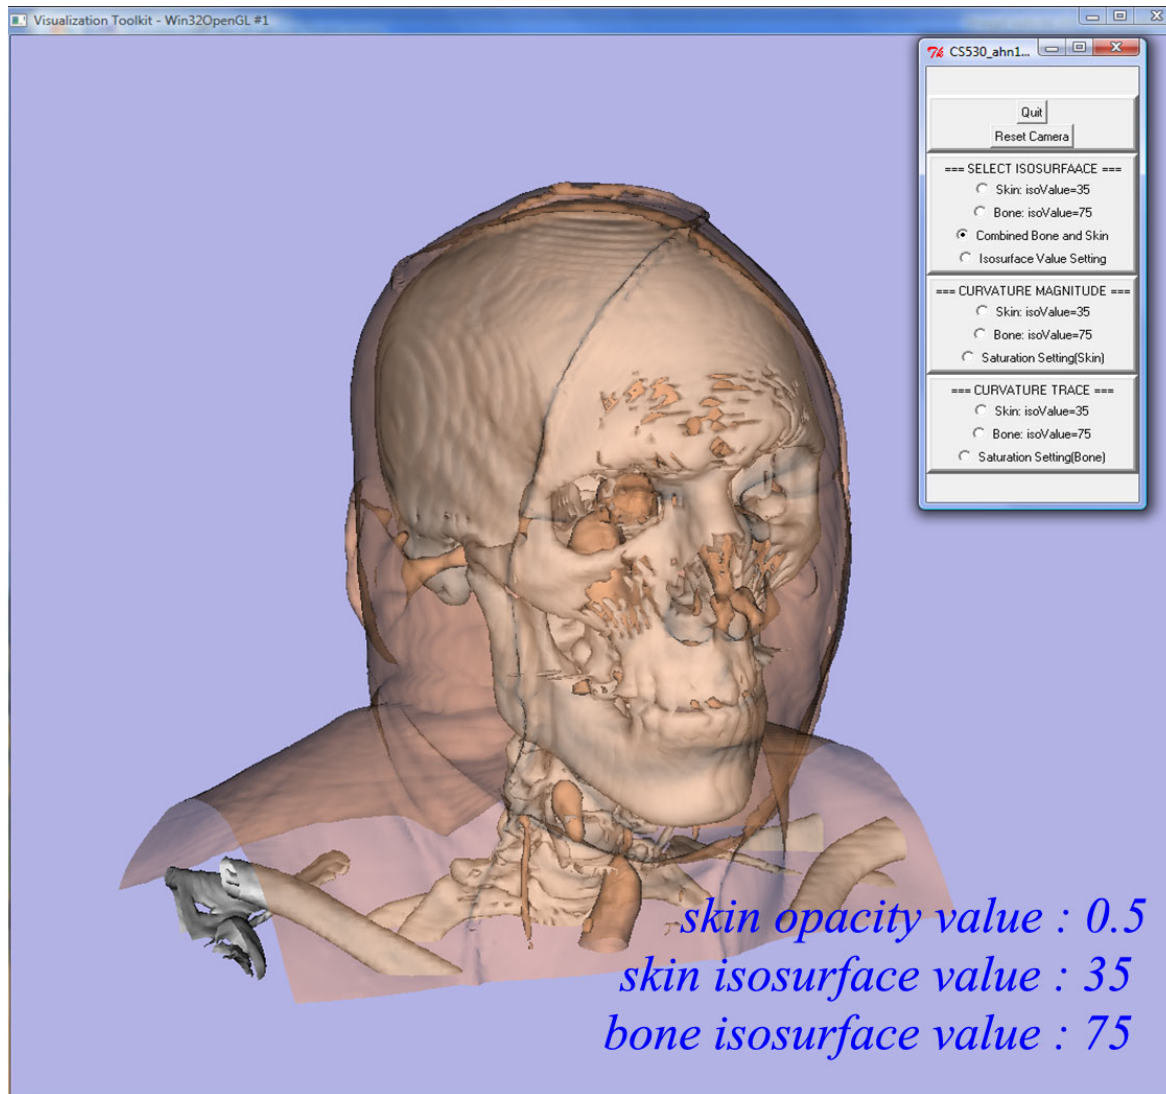 Visualization Toolkit - Win32OpenGL #1
CS530_ahn1...
Quit
Reset Camera
=== SELECT ISOSURFAACE ===
Skin: isoValue=35
Bone: isoValue=75
Combined Bone and Skin
Isosurface Value Setting
=== CURVATURE MAGNITUDE ===
Skin: isoValue=35
Bone: isoValue=75
Saturation Setting(Skin)
=== CURVATURE TRACE ===
Skin: isoValue=35
Bone: isoValue=75
Saturation Setting(Bone)
skin opacity value : 0.5
skin isosurface value : 35
bone isosurface value : 75